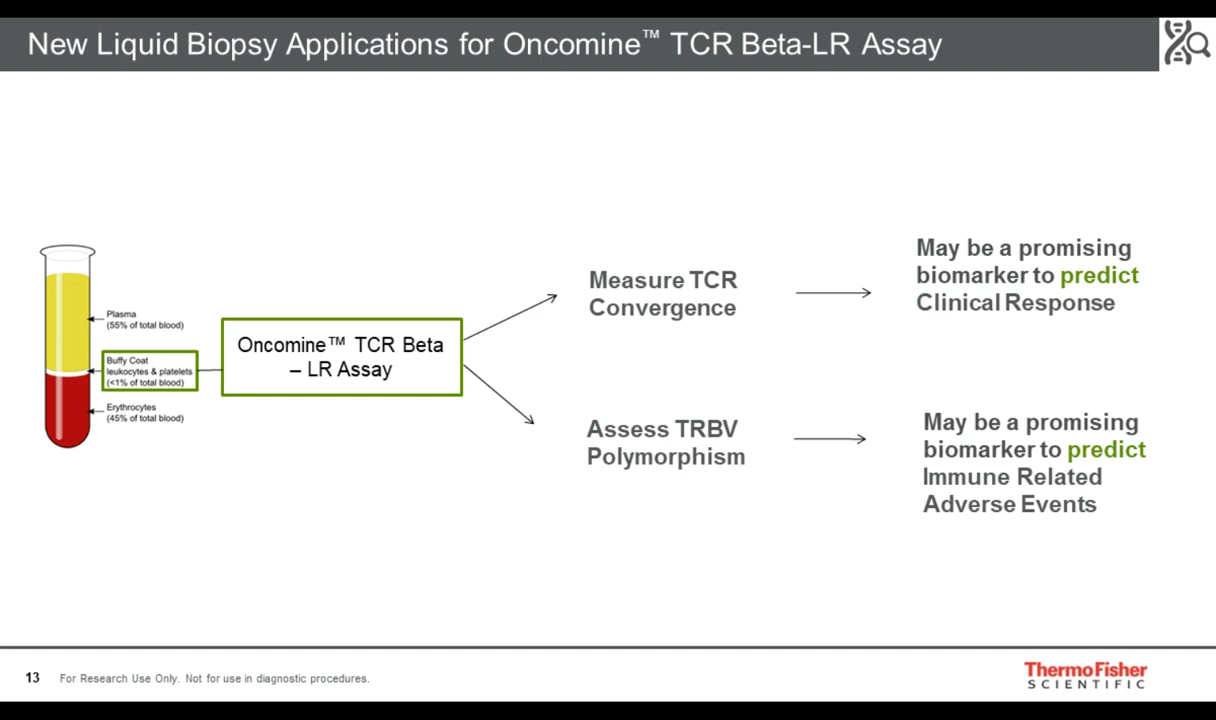 New Liquid Biopsy Applications for Oncomine™ TCR Beta-LR Assay
Plasma
(55% of total blood)
Buffy Coat
leukocytes & platelets
(<1% of total blood)
Erythrocytes
(45% of total blood)
Oncomine™ TCR Beta
– LR Assay
Measure TCR
Convergence
May be a promising
biomarker to predict
Clinical Response
Assess TRBV
Polymorphism
May be a promising
biomarker to predict
Immune Related
Adverse Events
13 For Research Use Only. Not for use in diagnostic procedures.
ThermoFisher
SCIENTIFIC